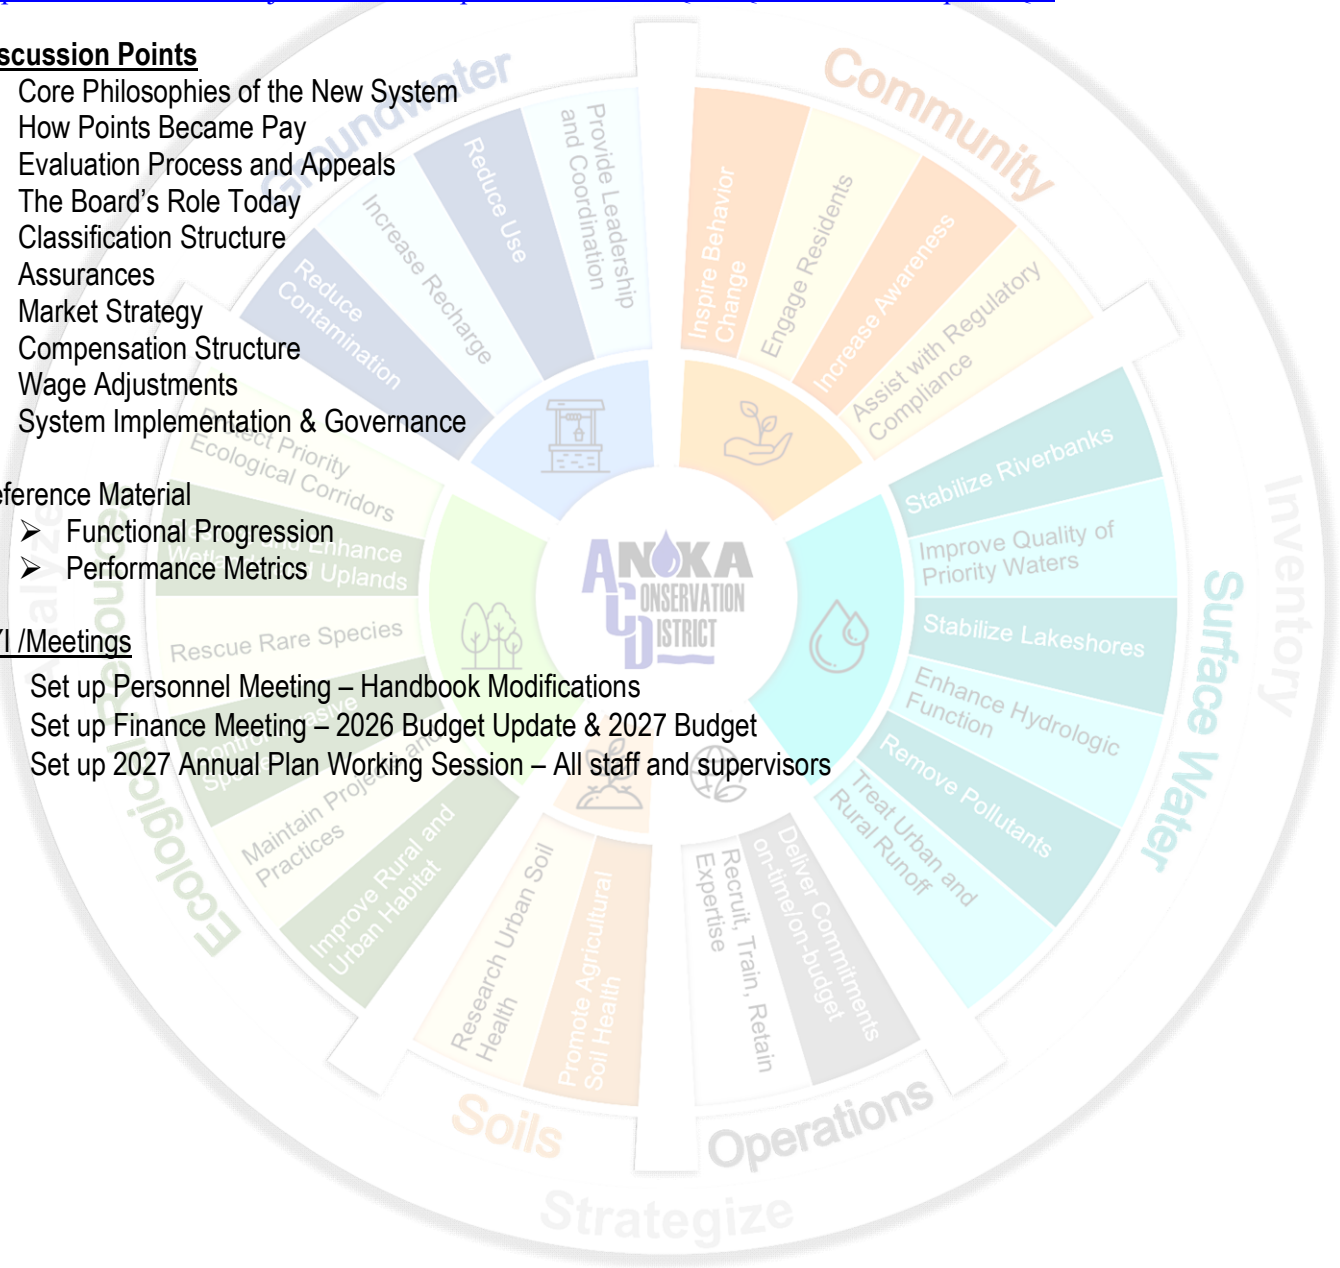 scussion Points
Core Philosophies of the New System
How Points Became Pay
Evaluation Process and Appeals
The Board's Role Today
Classification Structure
Assurances
Market Strategy
Compensation Structure
Wage Adjustments
System Implementation & Governance
eference Material
➤ Functional Progression
➤ Performance Metrics
I /Meetings
Set up Personnel Meeting – Handbook Modifications
Set up Finance Meeting – 2026 Budget Update & 2027 Budget
Set up 2027 Annual Plan Working Session – All staff and supervisors
Groundwater
Reduce
Contamination
Increase Recharge
Reduce Use
Provide Leadership
and Coordination
Community
Inspire Behavior
Change
Engage Residents
Increase Awareness
Assist with Regulatory
Compliance
Surface Water
Stabilize Riverbanks
Improve Quality of
Priority Waters
Stabilize Lakeshores
Enhance Hydrologic
Function
Remove Pollutants
Treat Urban and
Rural Runoff
Operations
Deliver Commitments
on-time/on-budget
Recruit, Train, Retain
Expertise
Soils
Promote Agricultural
Soil Health
Research Urban Soil
Health
Ecological
Improve Rural and
Urban Habitat
Maintain Projects and
Practices
Rescue Rare Species
and Enhance
Uplands
Protect Priority
Ecological Corridors
ANOKA
CONSERVATION
DISTRICT
Inventory
Strategize
Analyze